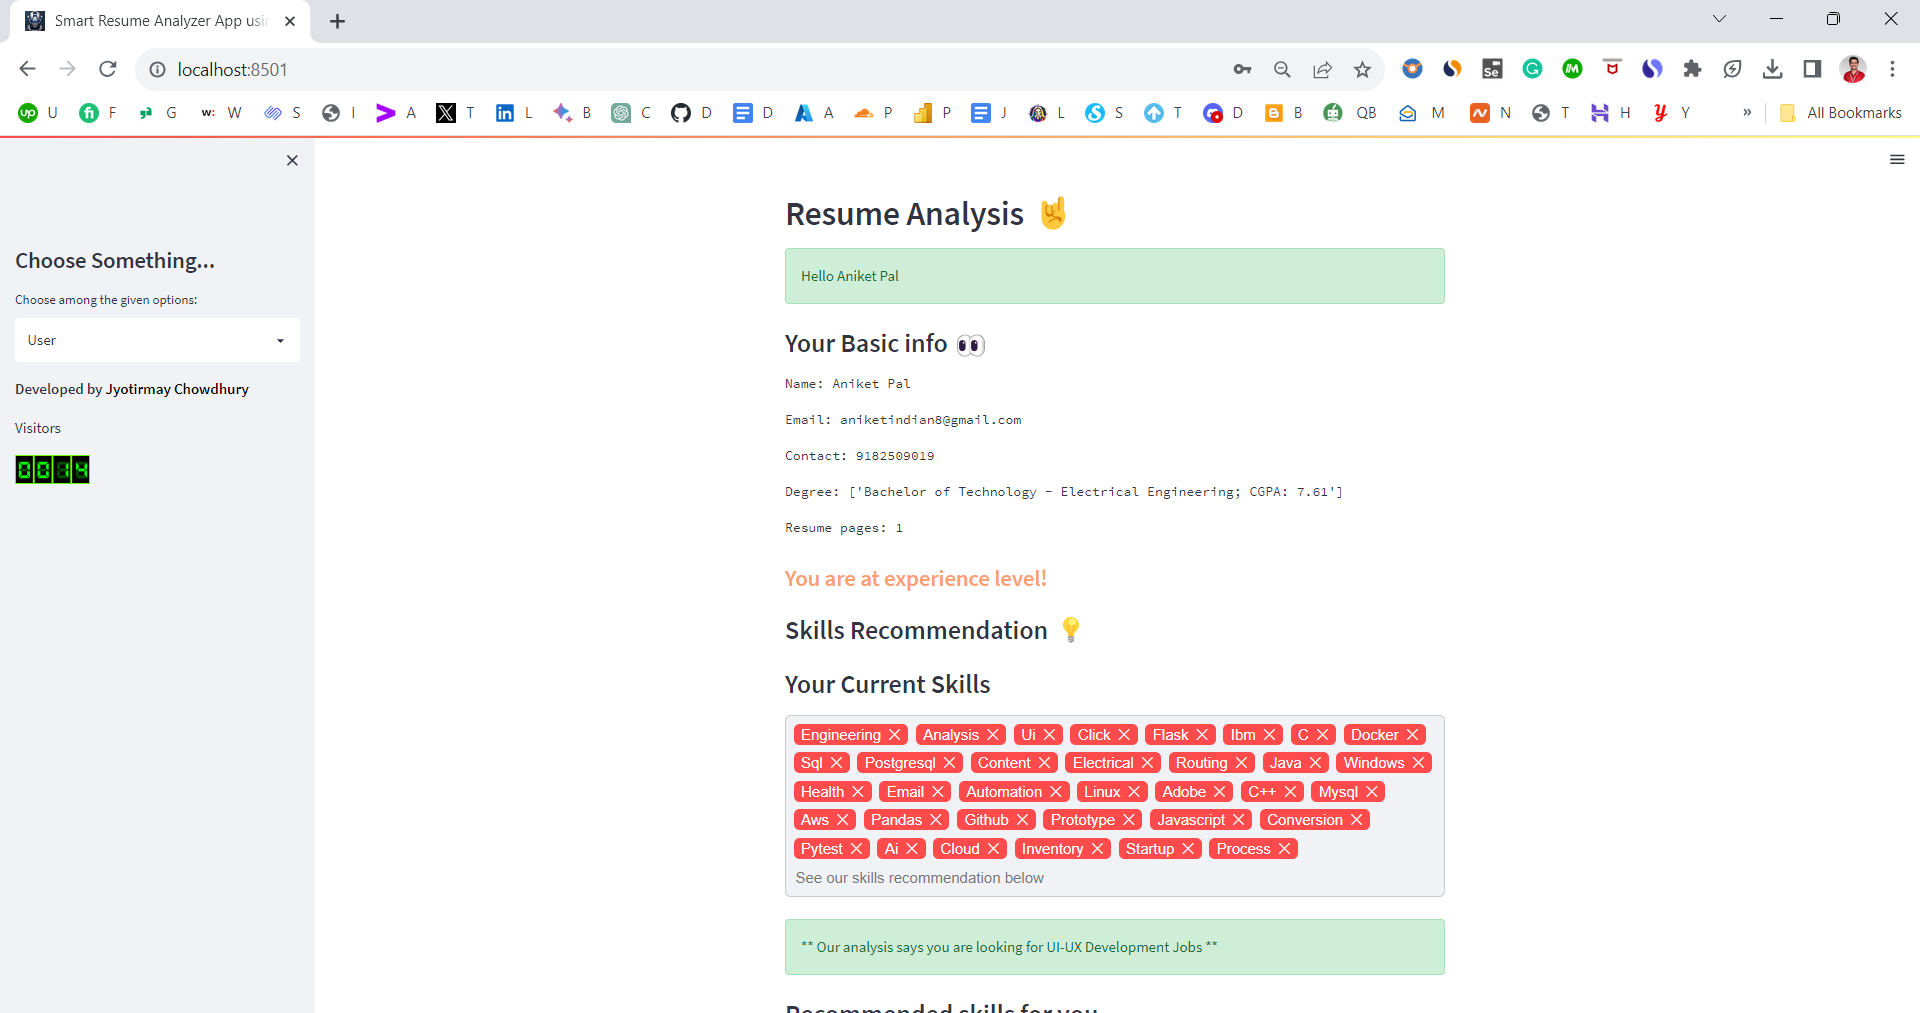 Smart Resume Analyzer App usi
localhost:8501
U F G W S I A T L B C D D A P P J L S T D B QB M N T H Y » All Bookmarks
Choose Something...
Choose among the given options:
User
Developed by Jyotirmay Chowdhury
Visitors
0014
Resume Analysis
Hello Aniket Pal
Your Basic info
Name: Aniket Pal
Email: aniketindian8@gmail.com
Contact: 9182509019
Degree: ['Bachelor of Technology - Electrical Engineering; CGPA: 7.61']
Resume pages: 1
You are at experience level!
Skills Recommendation
Your Current Skills
Engineering Analysis Ui Click Flask Ibm C Docker
Sql Postgresql Content Electrical Routing Java Windows
Health Email Automation Linux Adobe C++ Mysql
Aws Pandas Github Prototype Javascript Conversion
Pytest Ai Cloud Inventory Startup Process
See our skills recommendation below
** Our analysis says you are looking for UI-UX Development Jobs **
Recommended skills for you